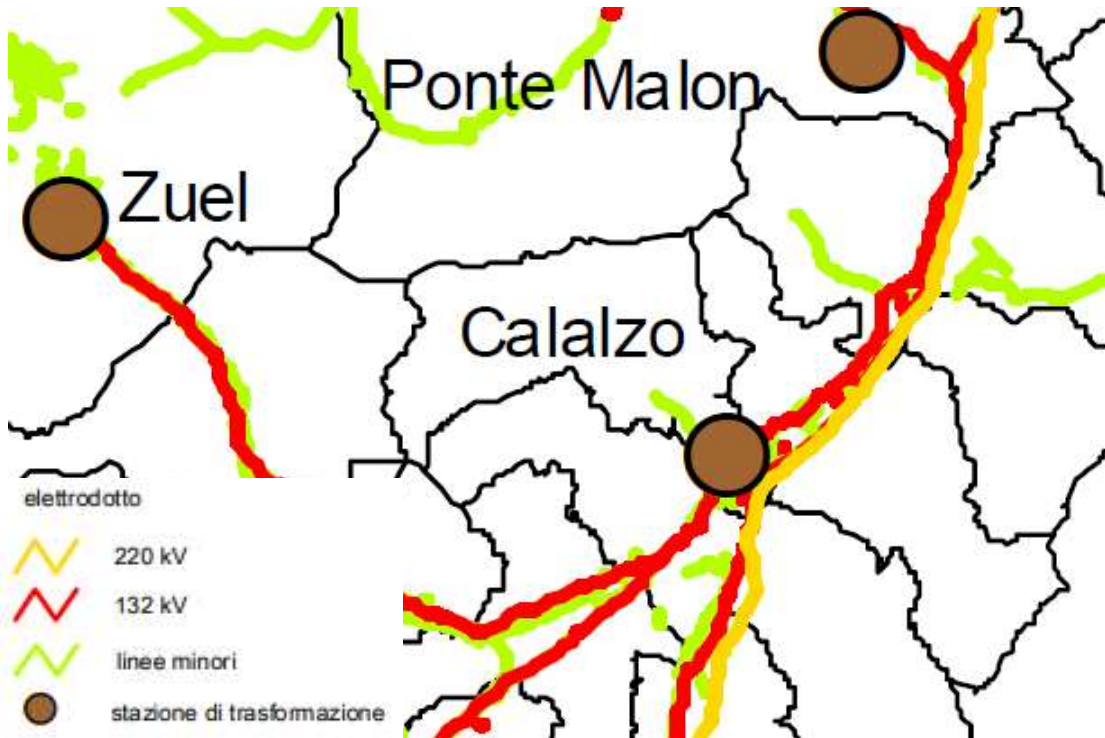 Ponte Malon
Zuel
Calalzo
elettrodotto
220 kV
132 kV
linee minori
stazione di trasformazione